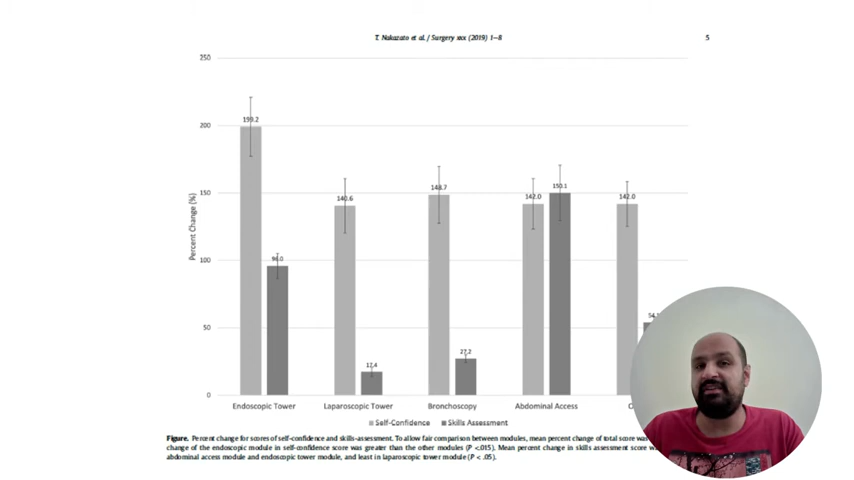 T. Nakazato et al. / Surgery xxx (2019) 1–8
5
250
200
150
100
50
0
Percent Change (%)
199.2
96.0
140.6
17.4
148.7
27.2
142.0
150.1
142.0
Endoscopic Tower
Laparoscopic Tower
Bronchoscopy
Abdominal Access
Self-Confidence
Skills Assessment
Figure. Percent change for scores of self-confidence and skills-assessment. To allow fair comparison between modules, mean percent change of total score was
change of the endoscopic module in self-confidence score was greater than the other modules (P <.015). Mean percent change in skills assessment score
abdominal access module and endoscopic tower module, and least in laparoscopic tower module (P < .05).